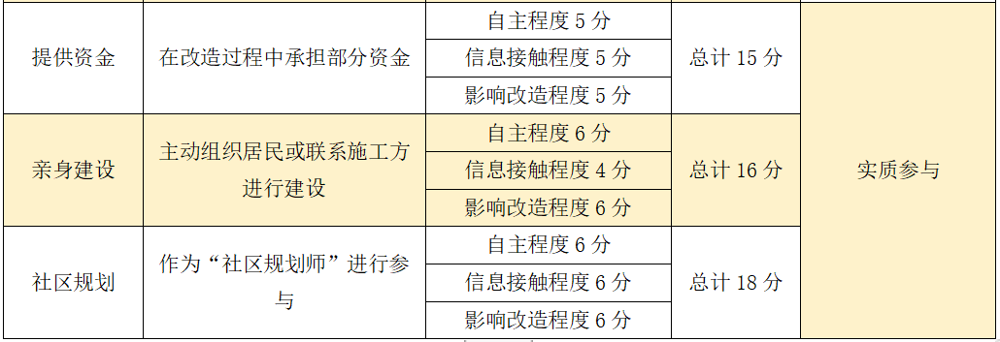 提供资金
在改造过程中承担部分资金
自主程度 5 分
信息接触程度 5 分
影响改造程度 5 分
总计 15 分
亲身建设
主动组织居民或联系施工方
进行建设
自主程度 6 分
信息接触程度 4 分
影响改造程度 6 分
总计 16 分
社区规划
作为“社区规划师”进行参
与
自主程度 6 分
信息接触程度 6 分
影响改造程度 6 分
总计 18 分
实质参与